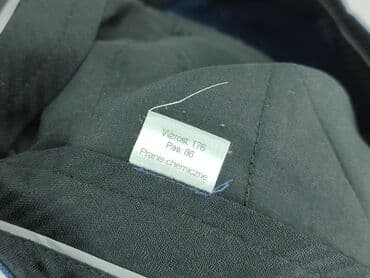 Wzrost 176
Pas 86
Pranie chemiczne